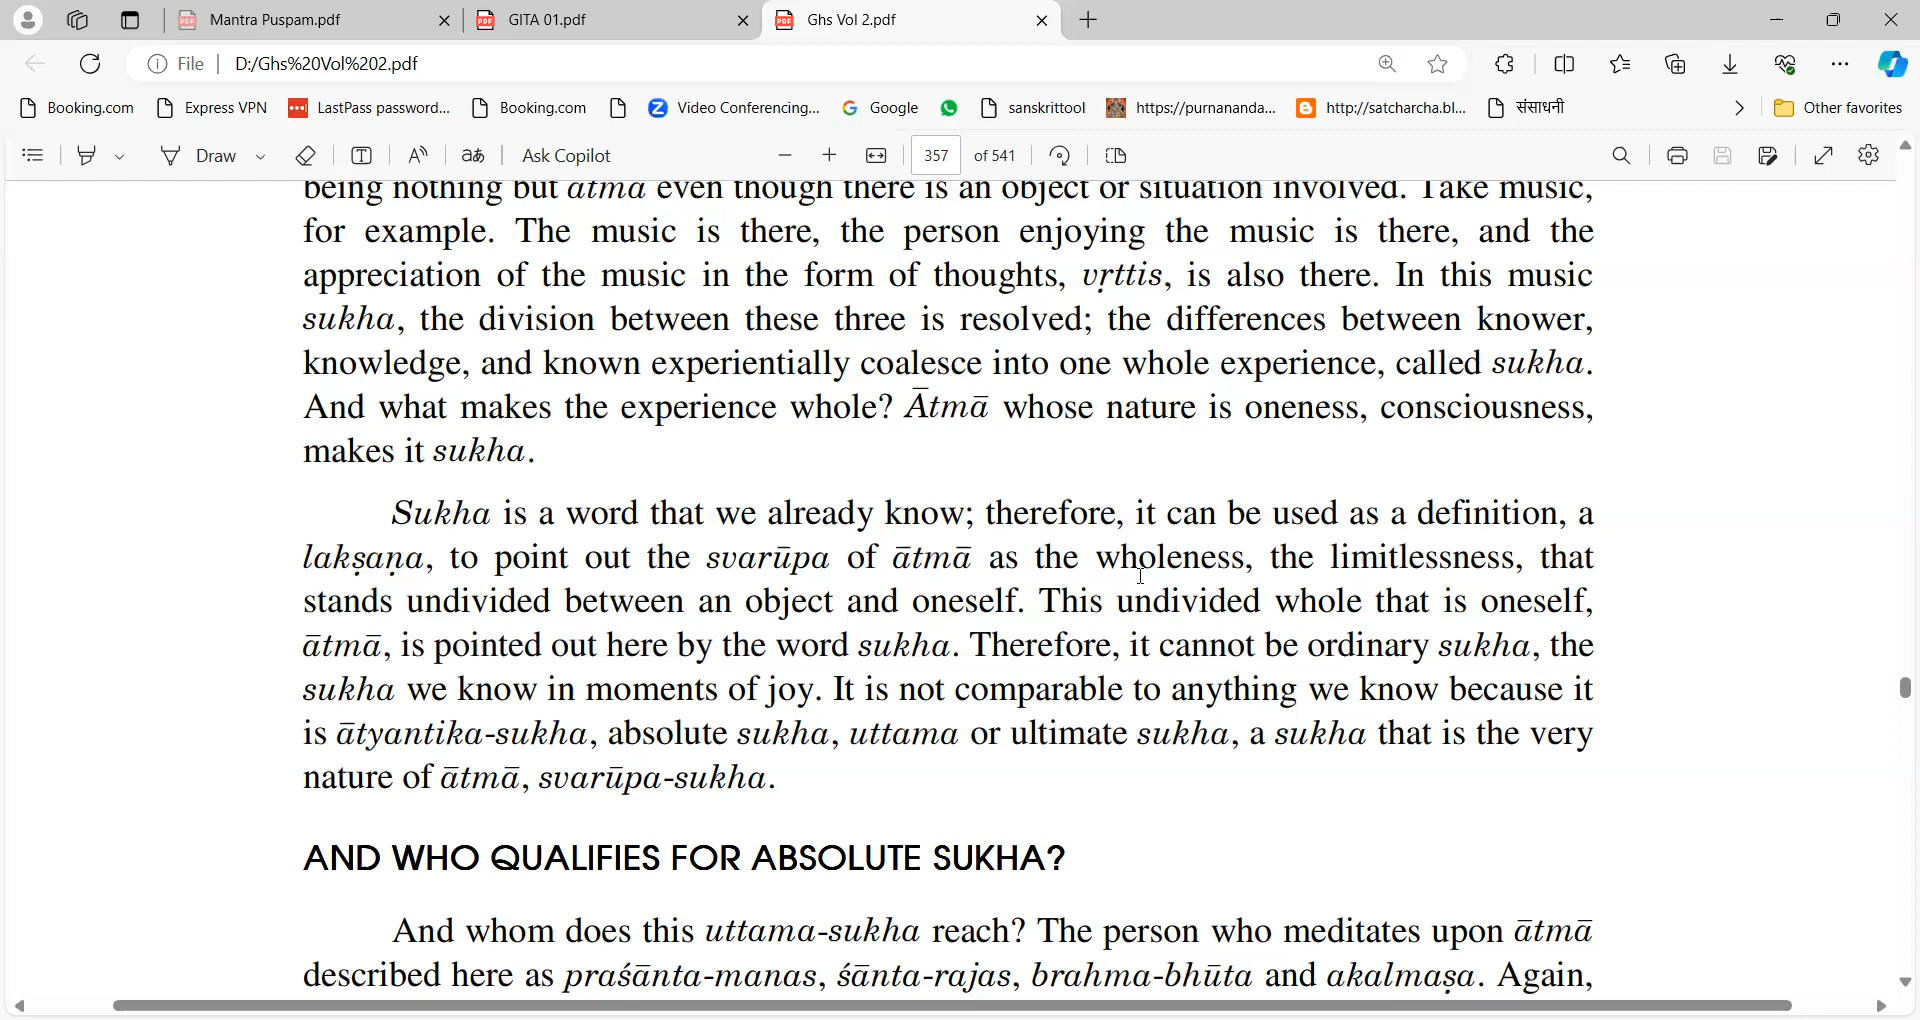 Mantra Puspam.pdf
GITA 01.pdf
Ghs Vol 2.pdf
File
D:/Ghs%20Vol%202.pdf
Booking.com
Express VPN
LastPass password...
Booking.com
Video Conferencing...
Google
sanskrittool
https://purnananda...
http://satcharcha.bl...
संसाधनी
Other favorites
Draw
Ask Copilot
357
of 541
being nothing but ātmā even though there is an object or situation involved. Take music,
for example. The music is there, the person enjoying the music is there, and the
appreciation of the music in the form of thoughts, vṛttis, is also there. In this music
sukha, the division between these three is resolved; the differences between knower,
knowledge, and known experientially coalesce into one whole experience, called sukha.
And what makes the experience whole? Ātmā whose nature is oneness, consciousness,
makes it sukha.
Sukha is a word that we already know; therefore, it can be used as a definition, a
lakṣaṇa, to point out the svarūpa of ātmā as the wholeness, the limitlessness, that
stands undivided between an object and oneself. This undivided whole that is oneself,
ātmā, is pointed out here by the word sukha. Therefore, it cannot be ordinary sukha, the
sukha we know in moments of joy. It is not comparable to anything we know because it
is ātyantika-sukha, absolute sukha, uttama or ultimate sukha, a sukha that is the very
nature of ātmā, svarūpa-sukha.
AND WHO QUALIFIES FOR ABSOLUTE SUKHA?
And whom does this uttama-sukha reach? The person who meditates upon ātmā
described here as praśānta-manas, śānta-rajas, brahma-bhūta and akalmaṣa. Again,